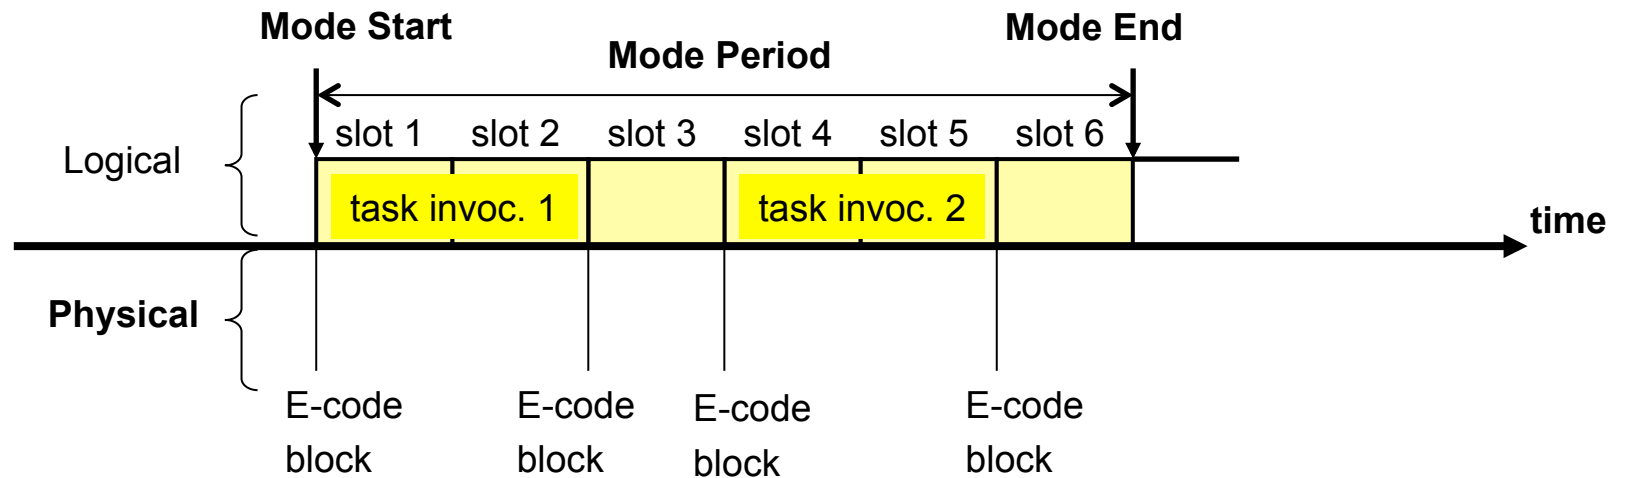 Mode Start
Mode End
Mode Period
slot 1 slot 2 slot 3 slot 4 slot 5 slot 6
Logical
task invoc. 1 task invoc. 2
time
Physical
E-code
block
E-code
block
E-code
block
E-code
block